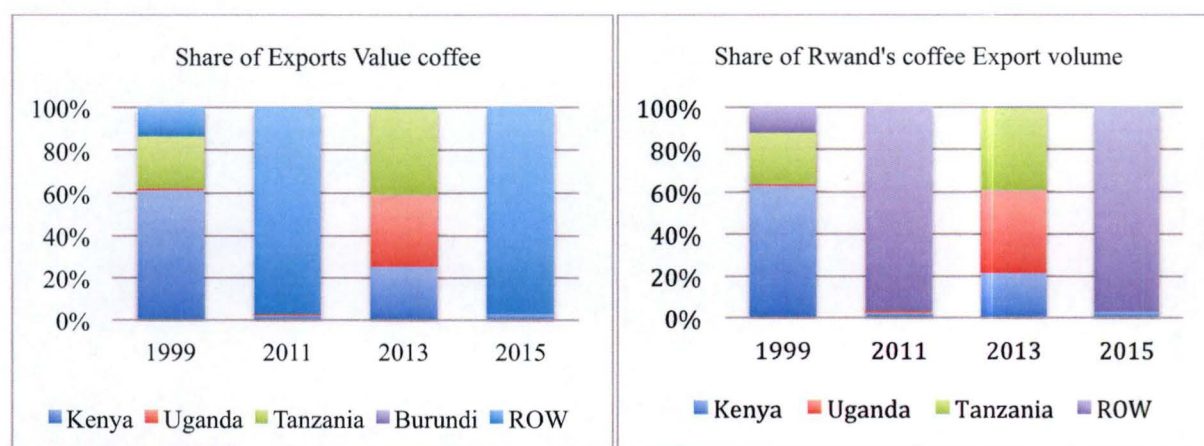 Share of Exports Value coffee
100%
80%
60%
40%
20%
0%
1999 2011 2013 2015
Kenya Uganda Tanzania Burundi ROW
Share of Rwand's coffee Export volume
100%
80%
60%
40%
20%
0%
1999 2011 2013 2015
Kenya Uganda Tanzania ROW